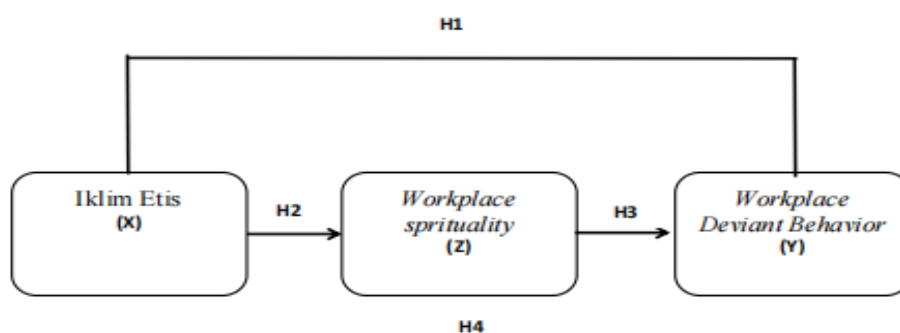 H1
Iklim Etis
(X)
H2
Workplace
sprituality
(Z)
H3
Workplace
Deviant Behavior
(Y)
H4